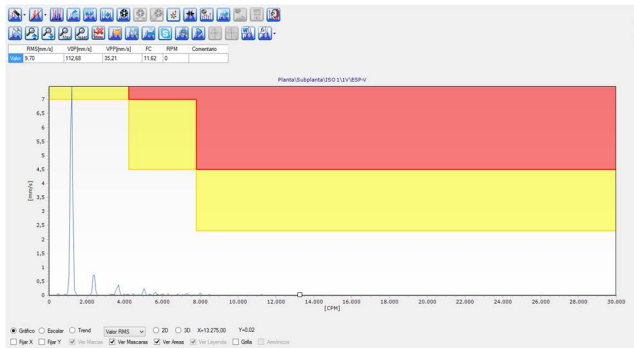 RMS[mm/s] V0P[mm/s] VPP[mm/s] FC RPM Comentario
Valor 9,70 112,68 35,21 11.62 0
Planta\Subplanta\ISO 1\1V\ESP-V
7
6,5
6
5,5
5
4,5
4
3,5
3
2,5
2
1,5
1
0,5
0
[mm/s]
0 2.000 4.000 6.000 8.000 10.000 12.000 14.000 16.000 18.000 20.000 22.000 24.000 26.000 28.000 30.000
[CPM]
Gráfico Escalar Trend Valor RMS 2D 3D X=13.275,00 Y=0.02
Fijar X Fijar Y Ver Marcas Ver Mascaras Ver Areas Ver Leyenda Grilla Armónicos